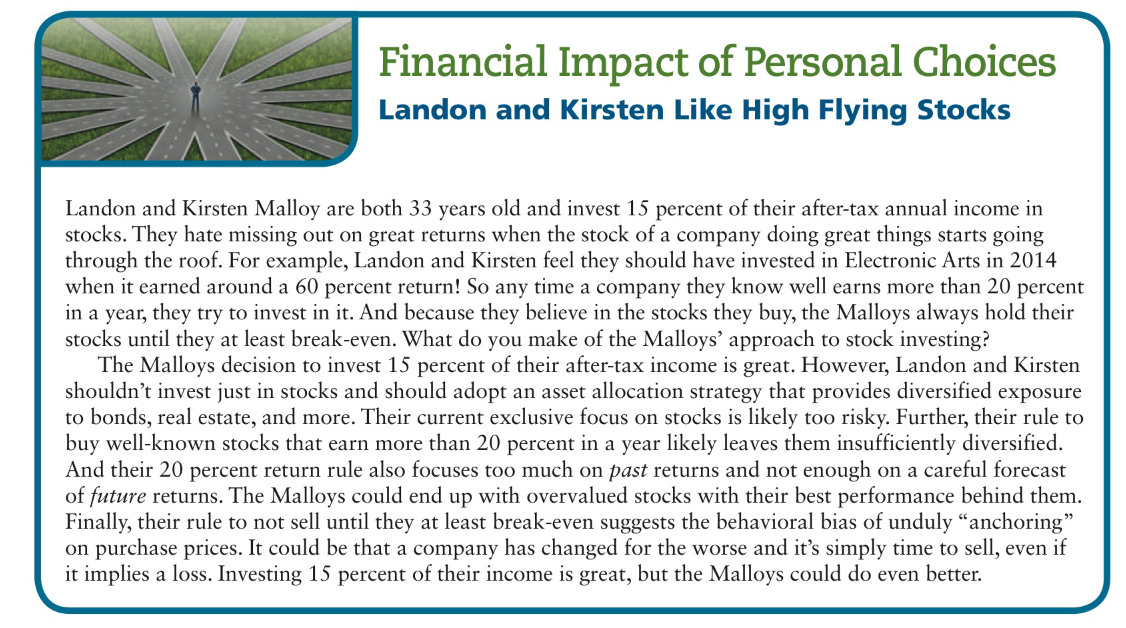 Financial Impact of Personal Choices
Landon and Kirsten Like High Flying Stocks
Landon and Kirsten Malloy are both 33 years old and invest 15 percent of their after-tax annual income in
stocks. They hate missing out on great returns when the stock of a company doing great things starts going
through the roof. For example, Landon and Kirsten feel they should have invested in Electronic Arts in 2014
when it earned around a 60 percent return! So any time a company they know well earns more than 20 percent
in a year, they try to invest in it. And because they believe in the stocks they buy, the Malloys always hold their
stocks until they at least break-even. What do you make of the Malloys’ approach to stock investing?
The Malloys decision to invest 15 percent of their after-tax income is great. However, Landon and Kirsten
shouldn’t invest just in stocks and should adopt an asset allocation strategy that provides diversified exposure
to bonds, real estate, and more. Their current exclusive focus on stocks is likely too risky. Further, their rule to
buy well-known stocks that earn more than 20 percent in a year likely leaves them insufficiently diversified.
And their 20 percent return rule also focuses too much on past returns and not enough on a careful forecast
of future returns. The Malloys could end up with overvalued stocks with their best performance behind them.
Finally, their rule to not sell until they at least break-even suggests the behavioral bias of unduly “anchoring”
on purchase prices. It could be that a company has changed for the worse and it’s simply time to sell, even if
it implies a loss. Investing 15 percent of their income is great, but the Malloys could do even better.